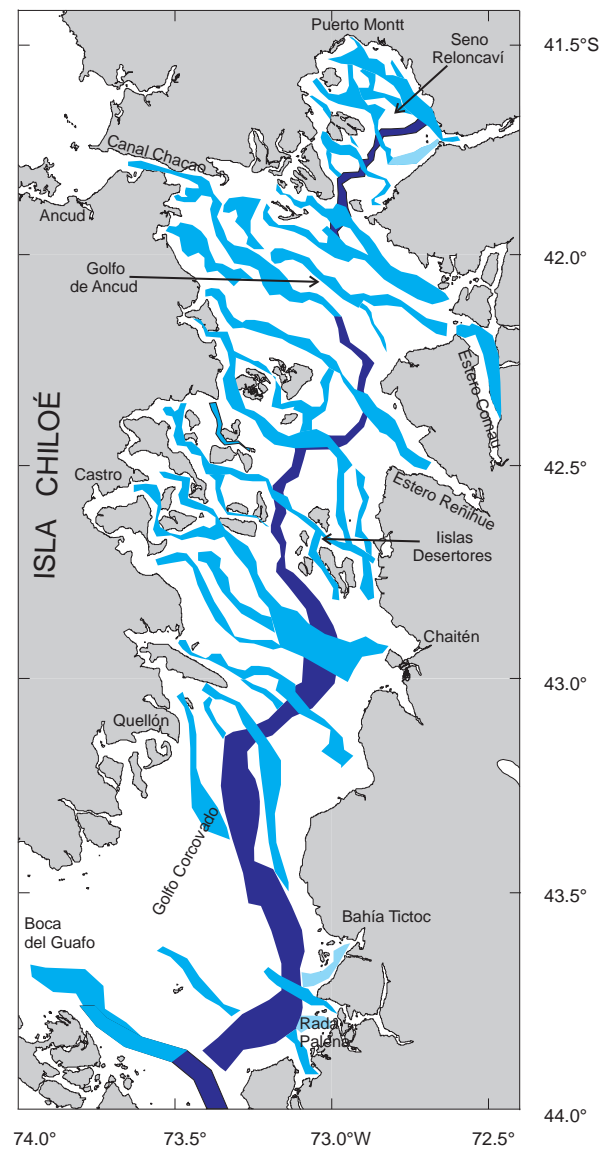 Puerto Montt
Seno
Reloncaví
41.5°S
Canal Chacao
Ancud
42.0°
Golfo
de Ancud
Estero Comau
ISLA CHILOÉ
Castro
42.5°
Estero Reñihue
Iislas
Desertores
Chaitén
43.0°
Quellón
Golfo Corcovado
43.5°
Bahía Tictoc
Boca
del Guafo
Rada
Palena
44.0°
74.0°
73.5°
73.0°W
72.5°